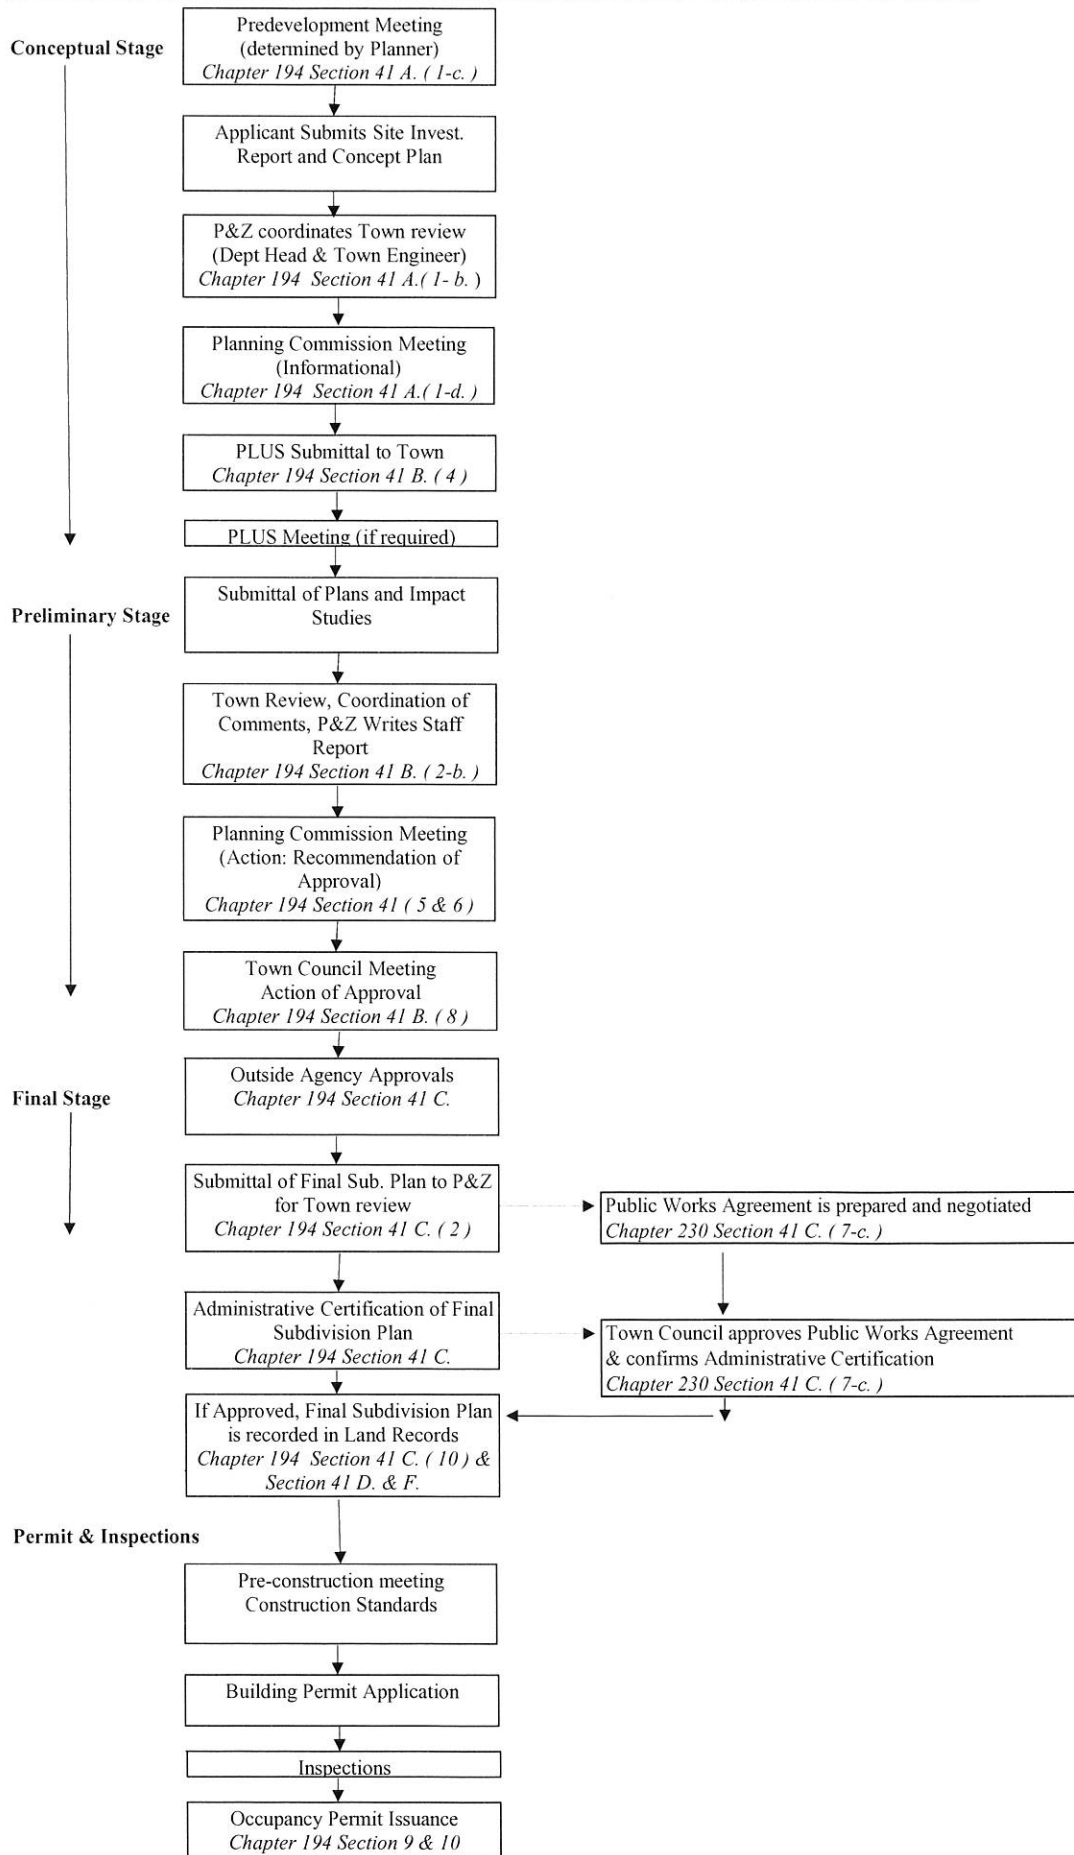 Conceptual Stage
Predevelopment Meeting
(determined by Planner)
Chapter 194 Section 41 A. ( 1-c. )
Applicant Submits Site Invest.
Report and Concept Plan
P&Z coordinates Town review
(Dept Head & Town Engineer)
Chapter 194 Section 41 A.( 1- b. )
Planning Commission Meeting
(Informational)
Chapter 194 Section 41 A.( 1-d. )
PLUS Submittal to Town
Chapter 194 Section 41 B. ( 4 )
PLUS Meeting (if required)
Preliminary Stage
Submittal of Plans and Impact
Studies
Town Review, Coordination of
Comments, P&Z Writes Staff
Report
Chapter 194 Section 41 B. ( 2-b. )
Planning Commission Meeting
(Action: Recommendation of
Approval)
Chapter 194 Section 41 ( 5 & 6 )
Town Council Meeting
Action of Approval
Chapter 194 Section 41 B. ( 8 )
Final Stage
Outside Agency Approvals
Chapter 194 Section 41 C.
Submittal of Final Sub. Plan to P&Z
for Town review
Chapter 194 Section 41 C. ( 2 )
Public Works Agreement is prepared and negotiated
Chapter 230 Section 41 C. ( 7-c. )
Administrative Certification of Final
Subdivision Plan
Chapter 194 Section 41 C.
Town Council approves Public Works Agreement
& confirms Administrative Certification
Chapter 230 Section 41 C. ( 7-c. )
If Approved, Final Subdivision Plan
is recorded in Land Records
Chapter 194 Section 41 C. ( 10 ) &
Section 41 D. & F.
Permit & Inspections
Pre-construction meeting
Construction Standards
Building Permit Application
Inspections
Occupancy Permit Issuance
Chapter 194 Section 9 & 10